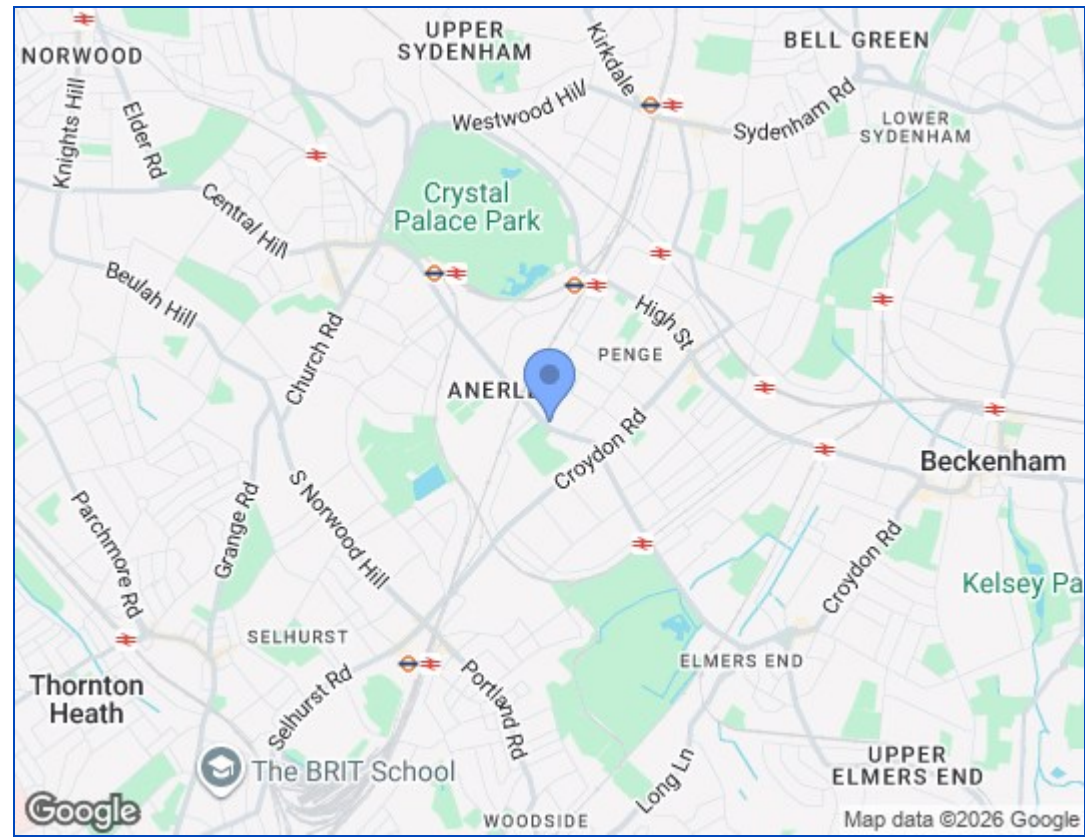 NORWOOD
UPPER
SYDENHAM
Kirkdale
BELL GREEN
Knights Hill
Elder Rd
Westwood Hill
Sydenham Rd
LOWER
SYDENHAM
Crystal
Palace Park
Central Hill
Beulah Hill
Church Rd
High St
PENGE
ANERLE
Croydon Rd
Beckenham
S Norwood Hill
Grange Rd
Parchmore Rd
Croydon Rd
Kelsey Pa
SELHURST
ELMERS END
Thornton
Heath
Selhurst Rd
Portland Rd
Long Ln
UPPER
ELMERS END
The BRIT School
WOODSIDE
Google
Map data ©2026 Google